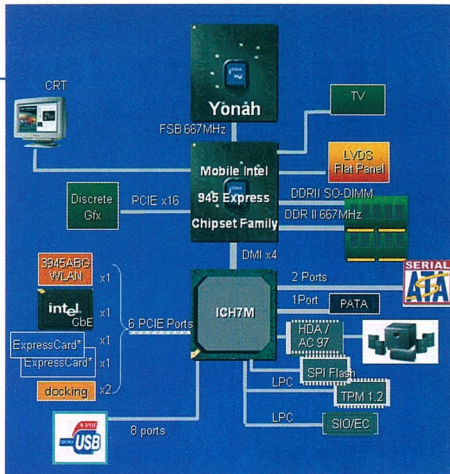 Yonah
CRT
FSB 667MHz
TV
Mobile Intel
945 Express
Chipset Family
LVDS
Flat Panel
Discrete
Gfx
PCIE x16
DDRII SO-DIMM
DDR II 667MHz
DMI x4
3945ABG
WLAN
x1
intel
GbE
x1
ExpressCard*
x1
ExpressCard*
x1
docking
x2
6 PCIE Ports
ICH7M
2 Ports
SERIAL
ATA
1Port
PATA
HDA /
AC 97
SPI Flash
LPC
TPM 1.2
LPC
SIO/EC
USB
8 ports